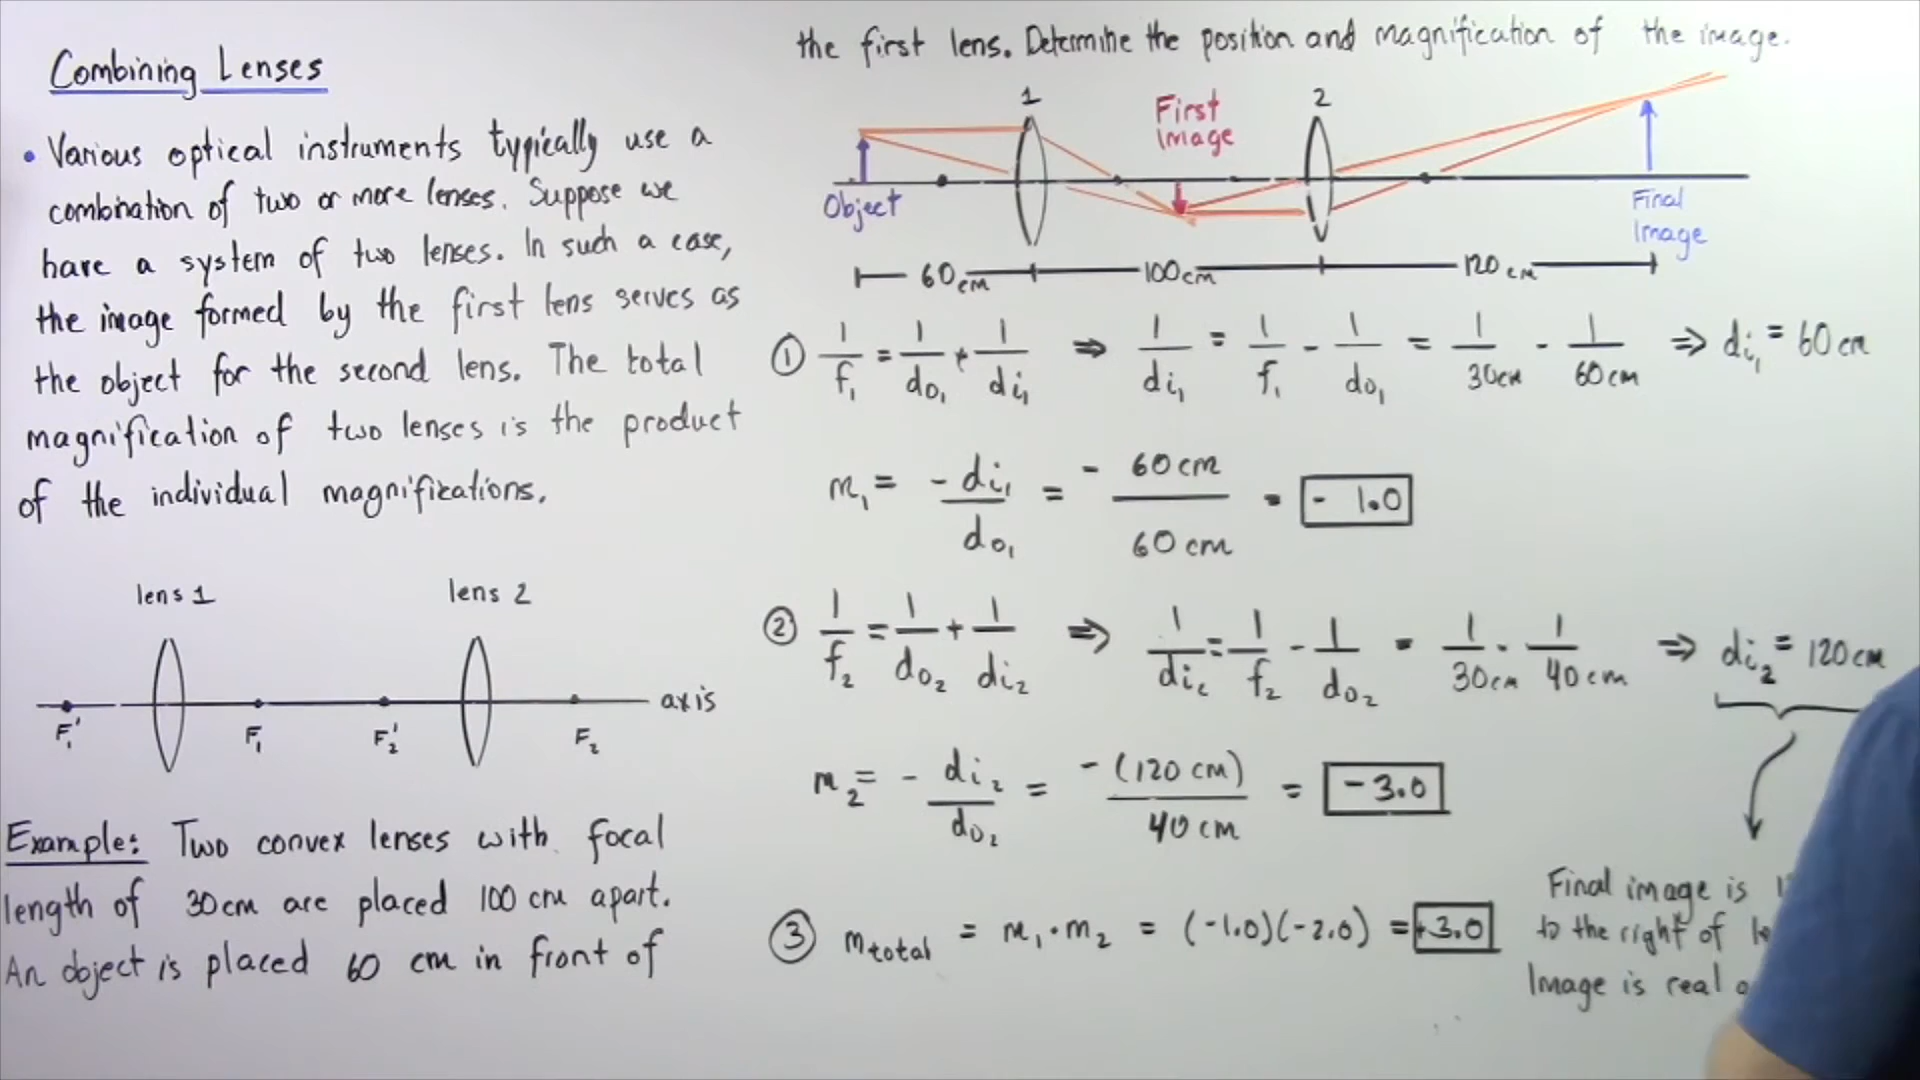 Combining Lenses
• Various optical instruments typically use a
combination of two or more lenses. Suppose we
have a system of two lenses. In such a case,
the image formed by the first lens serves as
the object for the second lens. The total
magnification of two lenses is the product
of the individual magnifications.
lens 1 lens 2
F₁' F₁ F₂' F₂ axis
Example: Two convex lenses with focal
length of 30cm are placed 100 cm apart.
An object is placed 60 cm in front of
the first lens. Determine the position and magnification of the image.
1 First Image 2
Object Final Image
60cm 100cm 120cm
① 1/f₁ = 1/do₁ + 1/di₁ ⇒ 1/di₁ = 1/f₁ - 1/do₁ = 1/30cm - 1/60cm ⇒ di₁ = 60cm
m₁ = -di₁/do₁ = -60cm/60cm = -1.0
② 1/f₂ = 1/do₂ + 1/di₂ ⇒ 1/di₂ = 1/f₂ - 1/do₂ = 1/30cm - 1/40cm ⇒ di₂ = 120cm
m₂ = -di₂/do₂ = -(120cm)/40cm = -3.0
③ mtotal = m₁·m₂ = (-1.0)(-2.0) = +3.0
Final image is
to the right of
Image is real